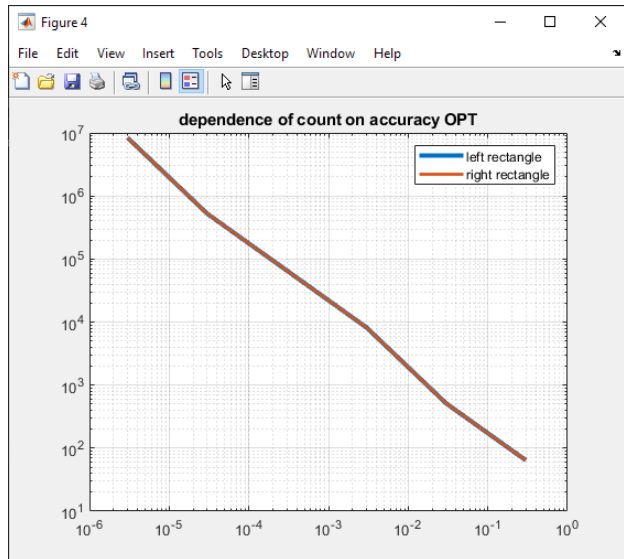 Figure 4
File Edit View Insert Tools Desktop Window Help
dependence of count on accuracy OPT
10^7
left rectangle
right rectangle
10^6
10^5
10^4
10^3
10^2
10^1
10^-6 10^-5 10^-4 10^-3 10^-2 10^-1 10^0